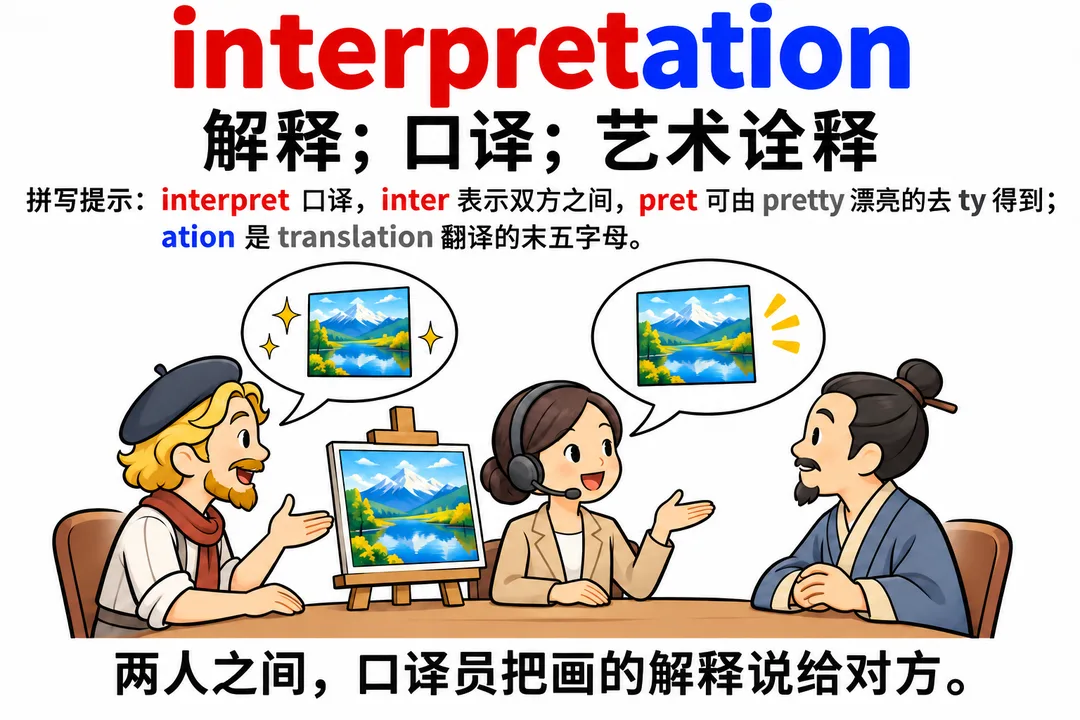 interpretation
解释；口译；艺术诠释
拼写提示：interpret 口译，inter 表示双方之间，pret 可由 pretty 漂亮的去 ty 得到；
ation 是 translation 翻译的末五字母。
两人之间，口译员把画的解释说给对方。